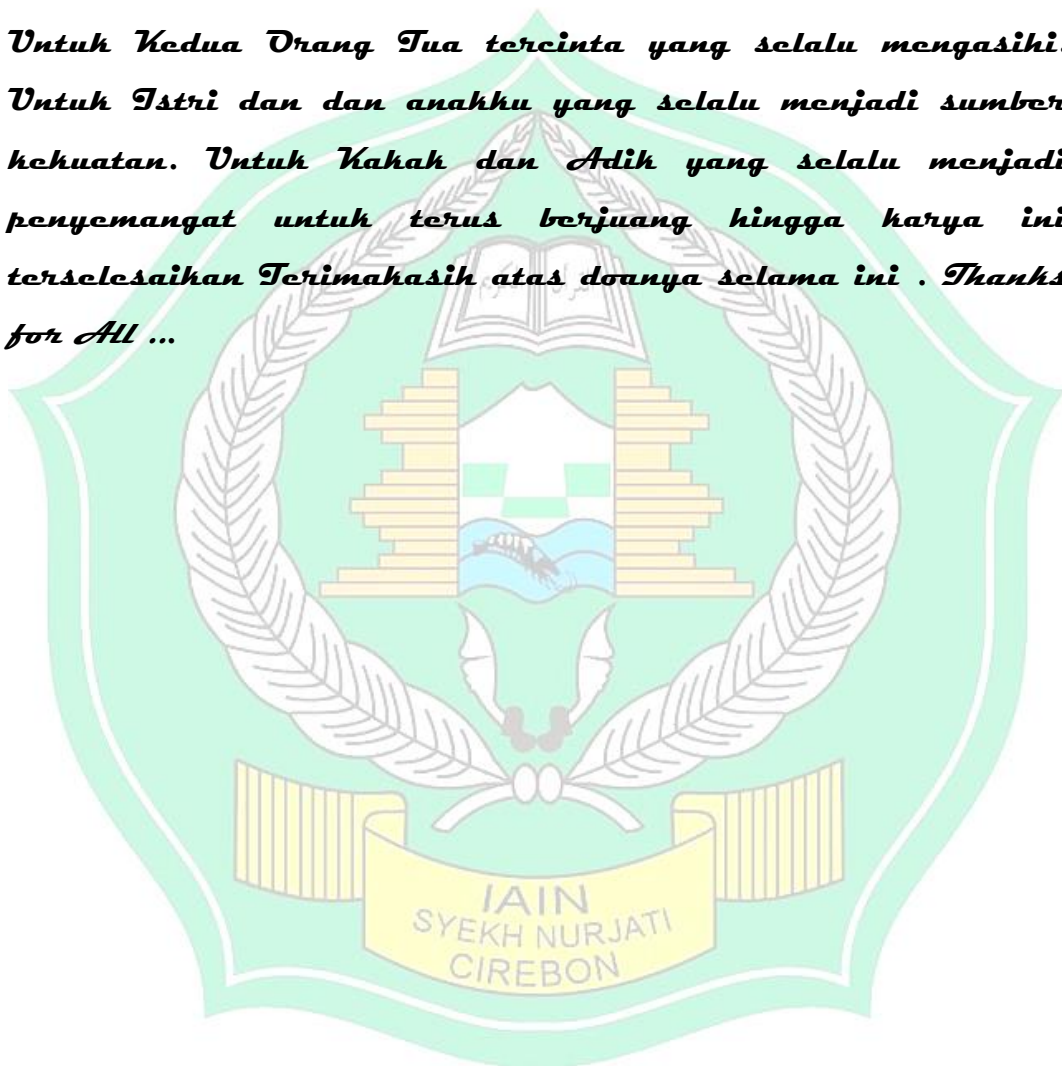 Untuk Kedua Orang Tua tercinta yang selalu mengasihi.
Untuk Istri dan dan anakku yang selalu menjadi sumber
kekuatan. Untuk Kakak dan Adik yang selalu menjadi
penyemangat untuk terus berjuang hingga karya ini
terselesaikan Terimakasih atas doanya selama ini . Thanks
for All ...
IAIN
SYEKH NURJATI
CIREBON